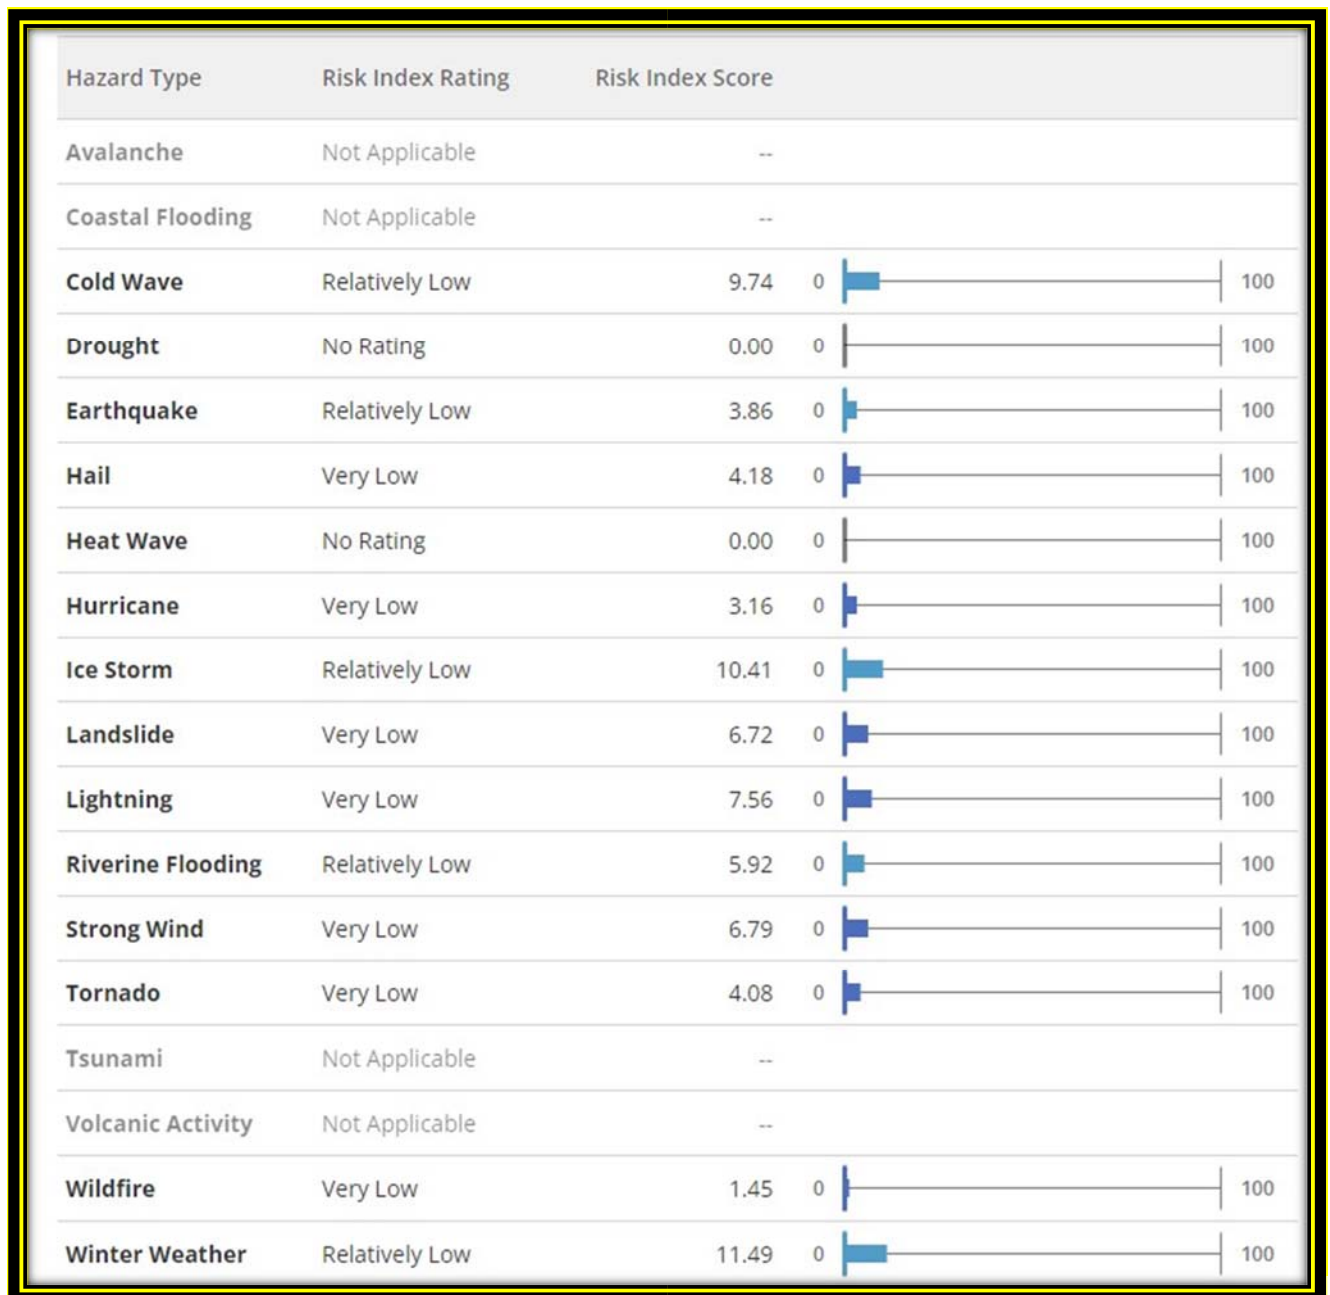 Hazard Type Risk Index Rating Risk Index Score
Avalanche Not Applicable --
Coastal Flooding Not Applicable --
Cold Wave Relatively Low 9.74 0 100
Drought No Rating 0.00 0 100
Earthquake Relatively Low 3.86 0 100
Hail Very Low 4.18 0 100
Heat Wave No Rating 0.00 0 100
Hurricane Very Low 3.16 0 100
Ice Storm Relatively Low 10.41 0 100
Landslide Very Low 6.72 0 100
Lightning Very Low 7.56 0 100
Riverine Flooding Relatively Low 5.92 0 100
Strong Wind Very Low 6.79 0 100
Tornado Very Low 4.08 0 100
Tsunami Not Applicable --
Volcanic Activity Not Applicable --
Wildfire Very Low 1.45 0 100
Winter Weather Relatively Low 11.49 0 100